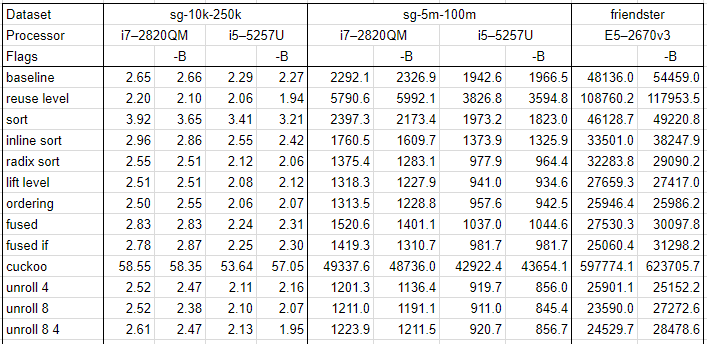 Dataset sg-10k-250k sg-5m-100m friendster
Processor i7–2820QM i5–5257U i7–2820QM i5–5257U E5–2670v3
Flags -B -B -B -B -B
baseline 2.65 2.66 2.29 2.27 2292.1 2326.9 1942.6 1966.5 48136.0 54459.0
reuse level 2.20 2.10 2.06 1.94 5790.6 5992.1 3826.8 3594.8 108760.2 117953.5
sort 3.92 3.65 3.41 3.21 2397.3 2173.4 1973.2 1823.0 46128.7 49220.8
inline sort 2.96 2.86 2.55 2.42 1760.5 1609.7 1373.9 1325.9 33501.0 38247.9
radix sort 2.55 2.51 2.12 2.06 1375.4 1283.1 977.9 964.4 32283.8 29090.2
lift level 2.51 2.51 2.08 2.12 1318.3 1227.9 941.0 934.6 27659.3 27417.0
ordering 2.50 2.55 2.06 2.07 1313.5 1228.8 957.6 942.5 25946.4 25986.2
fused 2.83 2.83 2.24 2.31 1520.6 1401.1 1037.0 1044.6 27530.3 30097.8
fused if 2.78 2.87 2.25 2.30 1419.3 1310.7 981.7 981.7 25060.4 31298.2
cuckoo 58.55 58.35 53.64 57.05 49337.6 48736.0 42922.4 43654.1 597774.1 623705.7
unroll 4 2.52 2.47 2.11 2.16 1201.3 1136.4 919.7 856.0 25901.1 25152.2
unroll 8 2.52 2.38 2.10 2.07 1211.0 1191.1 911.0 845.4 23590.0 27272.6
unroll 8 4 2.61 2.47 2.13 1.95 1223.9 1211.5 920.7 856.7 24529.7 28478.6